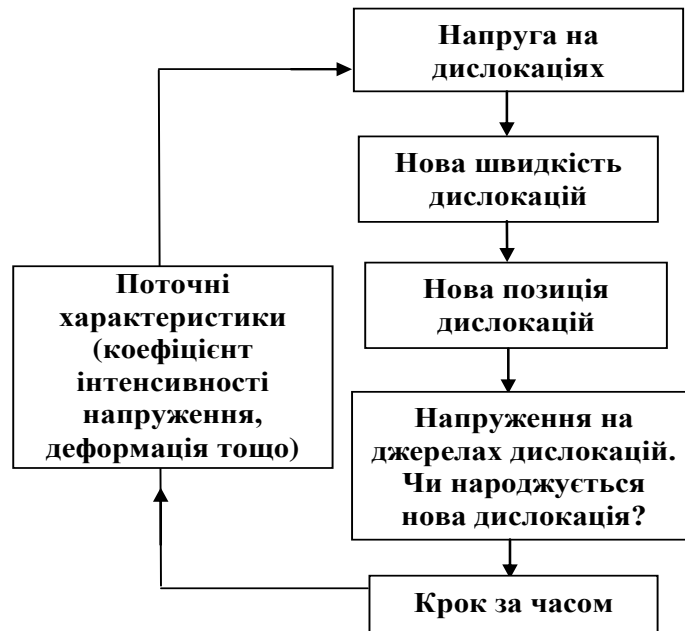 Напруга на
дислокаціях
Нова швидкість
дислокацій
Нова позиція
дислокацій
Напруження на
джерелах дислокацій.
Чи народжується
нова дислокація?
Крок за часом
Поточні
характеристики
(коефіцієнт
інтенсивності
напруження,
деформація тощо)